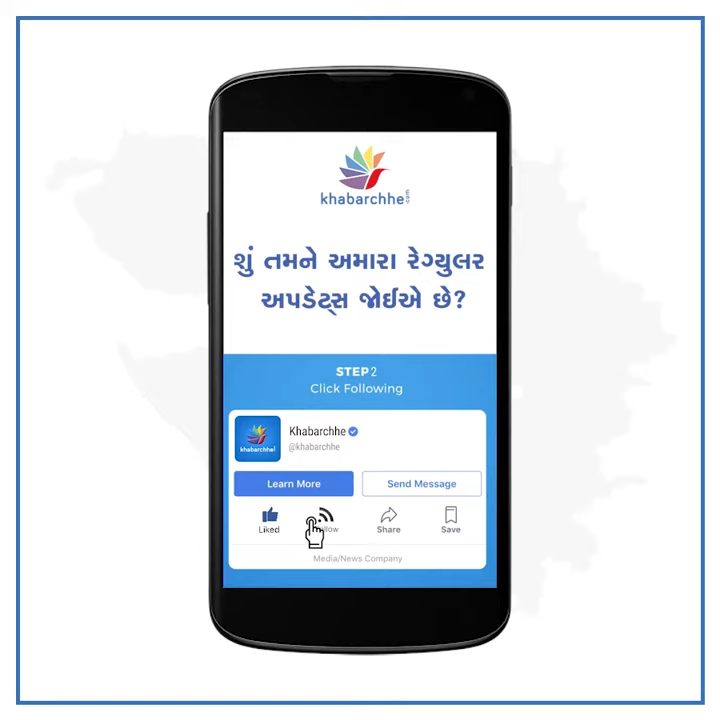 khabarchhe.com
શું તમને અમારા રેગ્યુલર
અપડેટ્સ જોઈએ છે?
STEP 2
Click Following
Khabarchhe
@khabarchhe
khabarchhe
Learn More
Send Message
Liked
Share
Save
Media/News Company